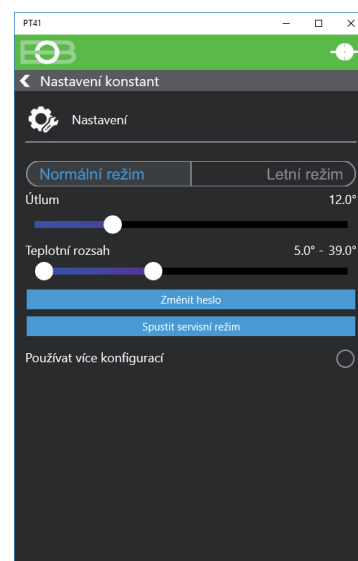 PT41
EOB
Nastavení konstant
Nastavení
Normální režim Letní režim
Útlum 12.0°
Teplotní rozsah 5.0° - 39.0°
Změnit heslo
Spustit servisní režim
Používat více konfigurací